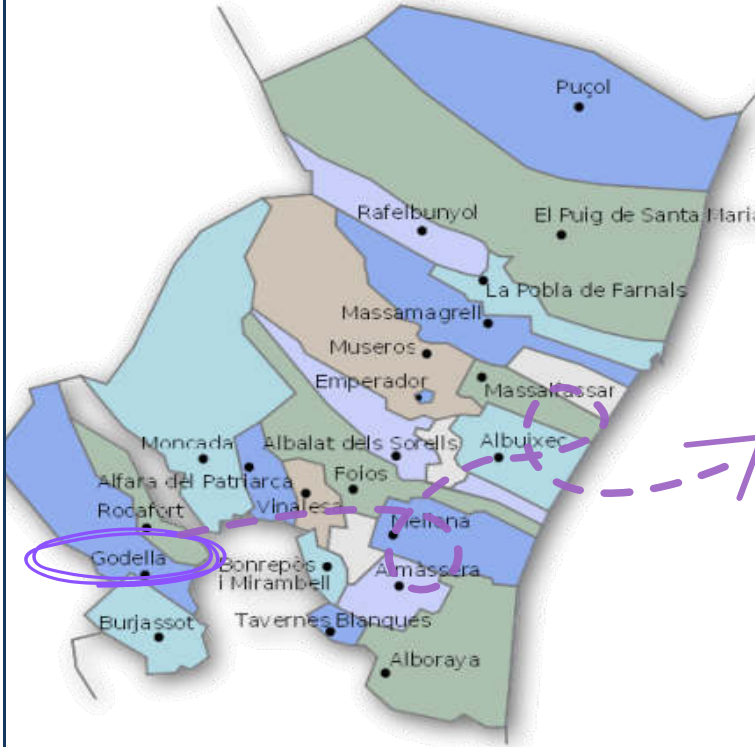 Puçol
Rafelbunyol
El Puig de Santa Maria
La Pobla de Farnals
Massamagrell
Museros
Emperador
Massalfassar
Moncada
Albalat dels Sorells
Albuixec
Alfara del Patriarca
Foios
Vinalesa
Rocafort
Meliana
Godella
Bonrepòs
i Mirambell
Almàssera
Burjassot
Tavernes Blanques
Alboraya